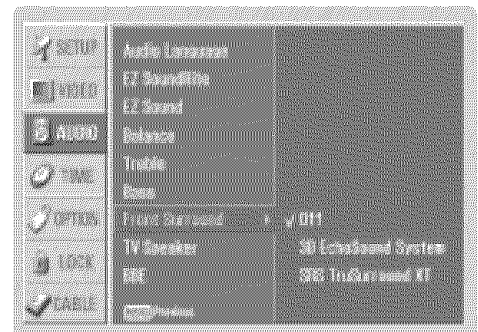 SETUP
VIDEO
AUDIO
TIME
OPTION
LOCK
CABLE
Audio Language
EZ SoundRite
EZ Sound
Balance
Treble
Bass
Front Surround
TV Speaker
BBE
Previous
Off
3D EchoSound System
SRS TruSurround XT